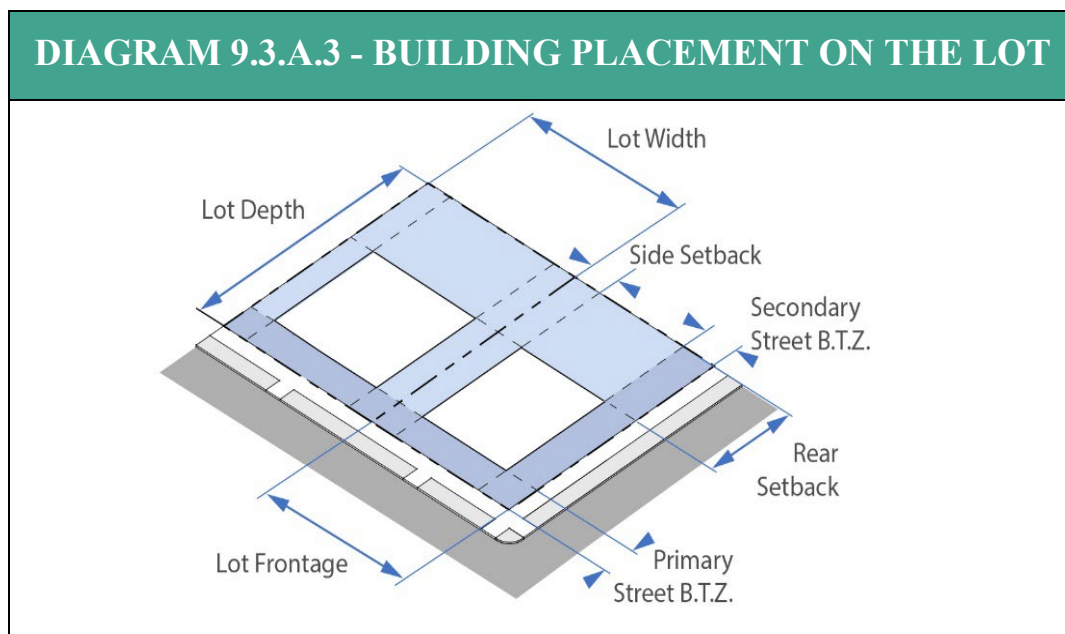 DIAGRAM 9.3.A.3 - BUILDING PLACEMENT ON THE LOT
Lot Width
Lot Depth
Side Setback
Secondary
Street B.T.Z.
Rear
Setback
Lot Frontage
Primary
Street B.T.Z.